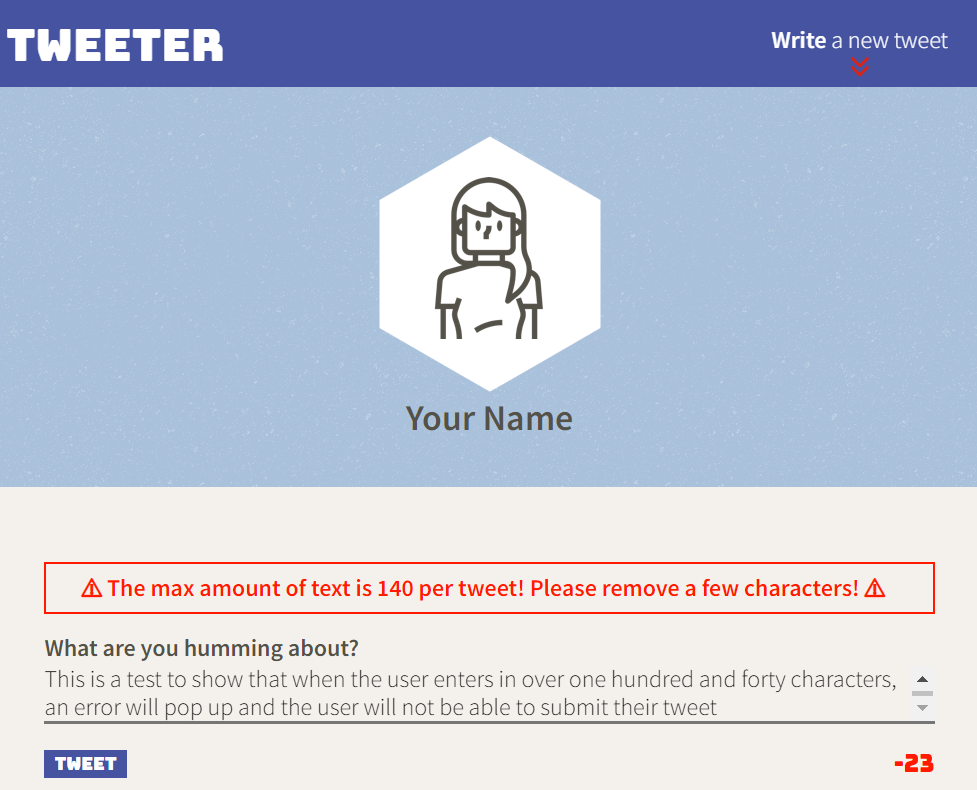 TWEETER
Write a new tweet
Your Name
⚠ The max amount of text is 140 per tweet! Please remove a few characters! ⚠
What are you humming about?
This is a test to show that when the user enters in over one hundred and forty characters,
an error will pop up and the user will not be able to submit their tweet
TWEET
-23